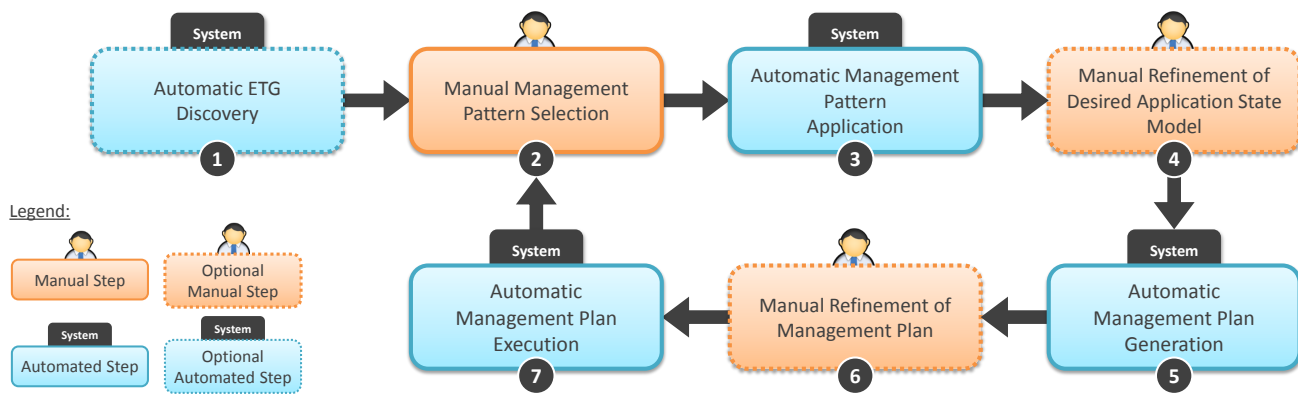 System
Automatic ETG
Discovery
1
Manual Management
Pattern Selection
2
System
Automatic Management
Pattern
Application
3
Manual Refinement of
Desired Application State
Model
4
System
Automatic
Management Plan
Generation
5
Manual Refinement of
Management Plan
6
System
Automatic
Management Plan
Execution
7
Legend:
Manual Step
Optional
Manual Step
System
Automated Step
System
Optional
Automated Step